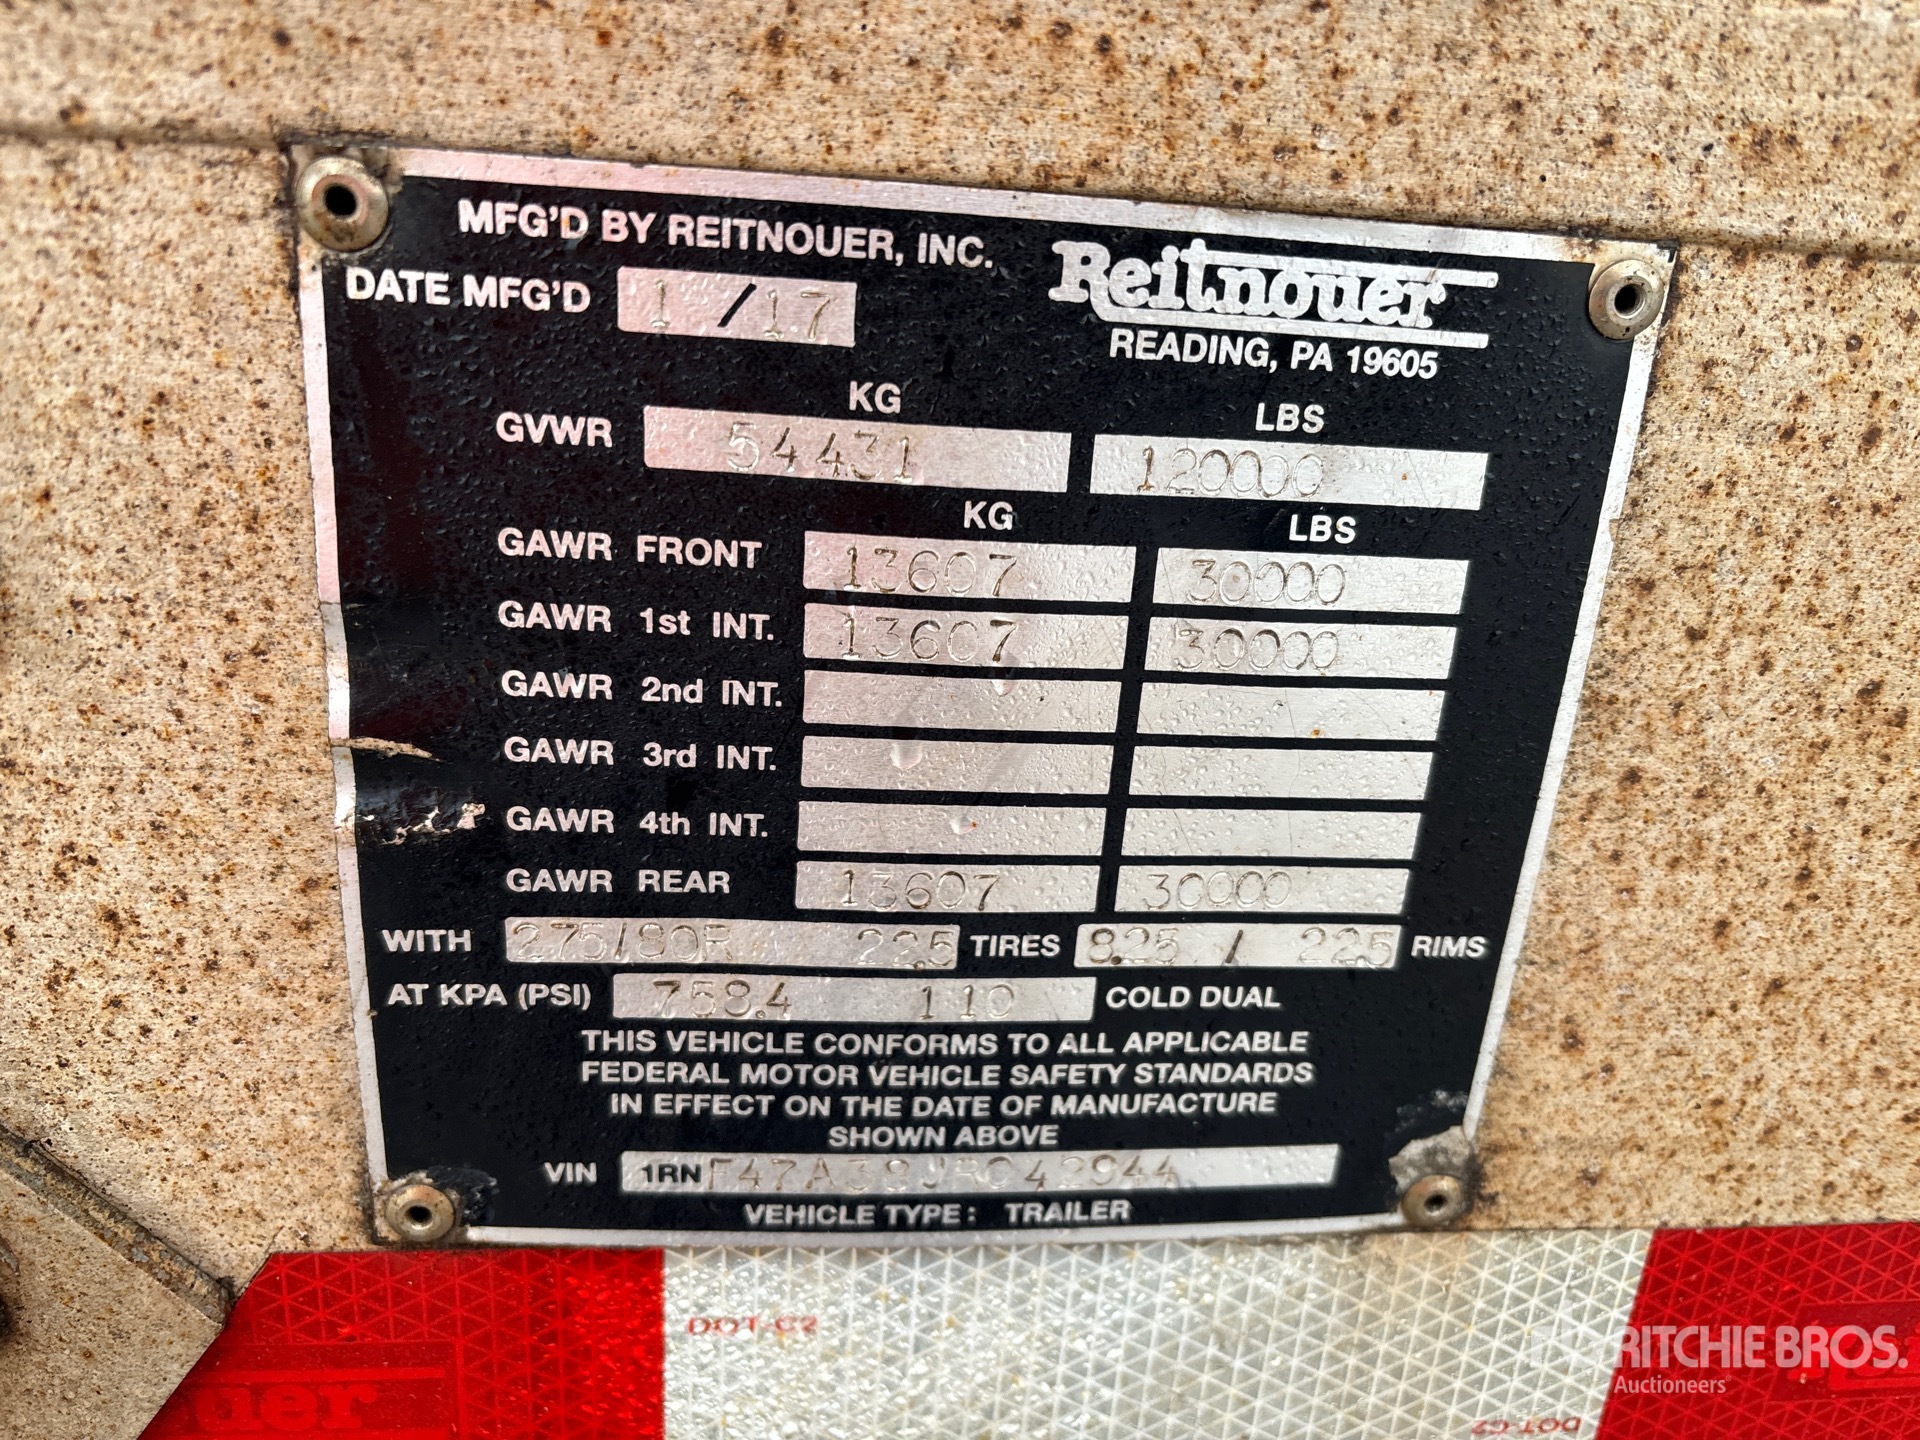 MFG'D BY REITNOUER, INC.
Reitnouer
DATE MFG'D 1 / 17
READING, PA 19605
KG LBS
GVWR 54431 120000
KG LBS
GAWR FRONT 13607 30000
GAWR 1st INT. 13607 30000
GAWR 2nd INT.
GAWR 3rd INT.
GAWR 4th INT.
GAWR REAR 13607 30000
WITH 275/80R 22.5 TIRES 8.25 / 22.5 RIMS
AT KPA (PSI) 758.4 110 COLD DUAL
THIS VEHICLE CONFORMS TO ALL APPLICABLE
FEDERAL MOTOR VEHICLE SAFETY STANDARDS
IN EFFECT ON THE DATE OF MANUFACTURE
SHOWN ABOVE
VIN
VEHICLE TYPE: TRAILER
DOT-C2
DOT-C2
RITCHIE BROS.
Auctioneers